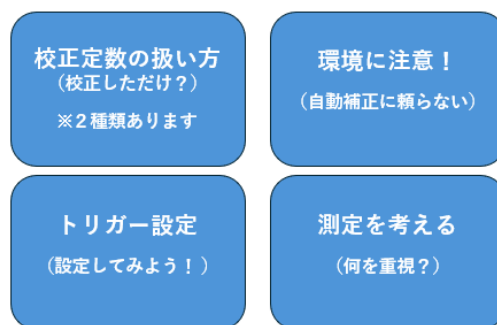 校正定数の扱い方
（校正しただけ？）
※２種類あります
環境に注意！
（自動補正に頼らない）
トリガー設定
（設定してみよう！）
測定を考える
（何を重視？）